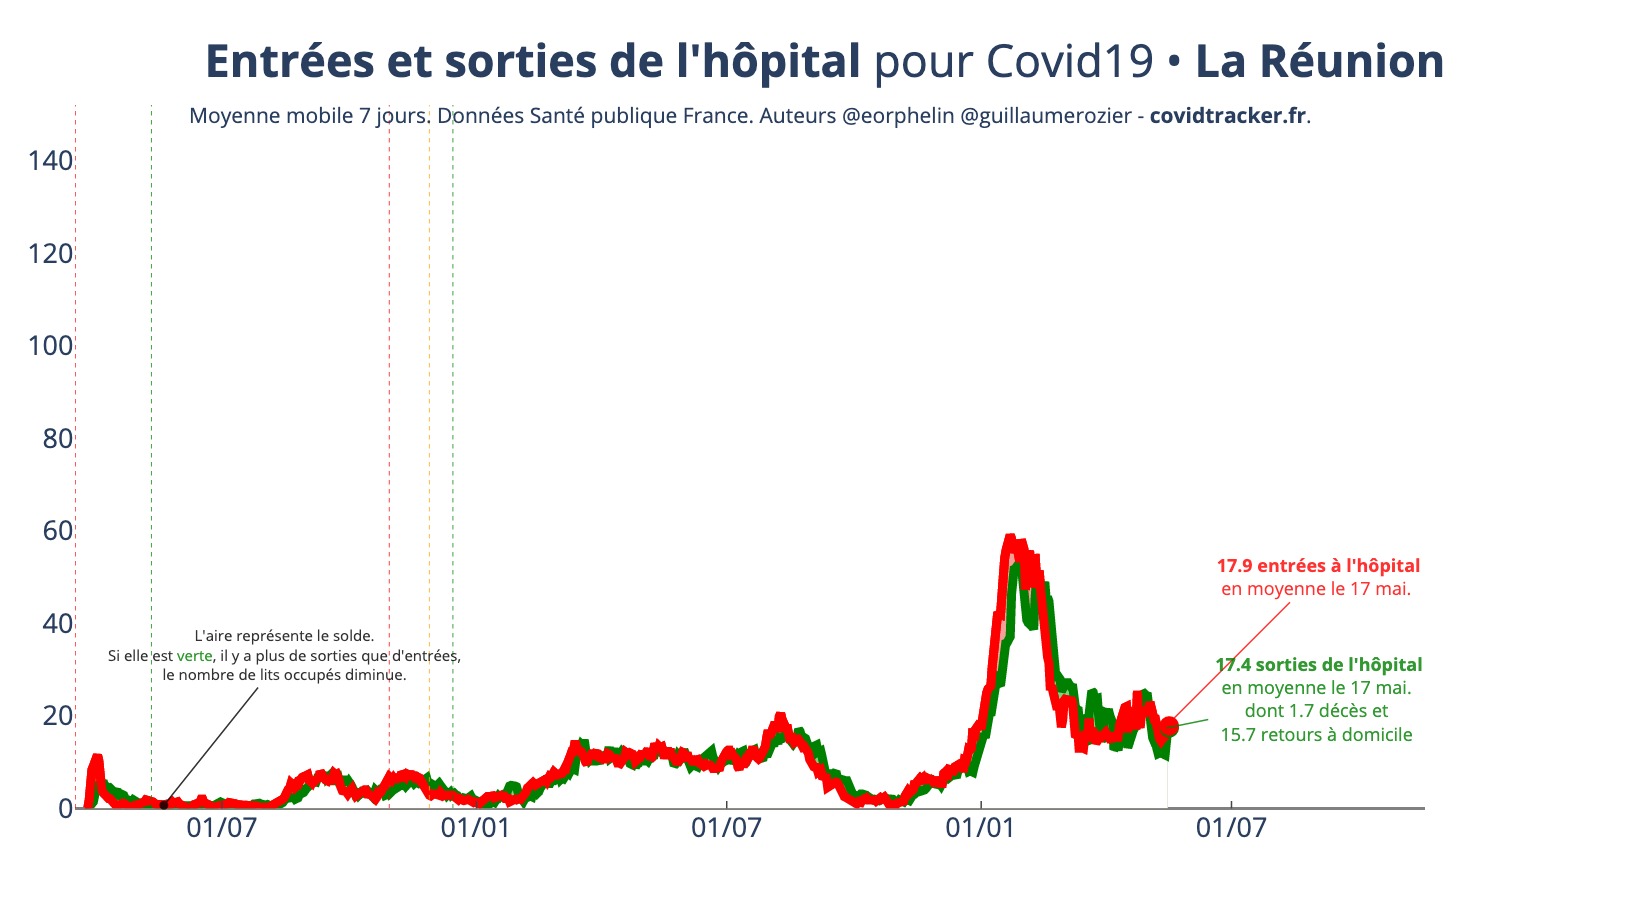 Entrées et sorties de l'hôpital pour Covid19 • La Réunion
Moyenne mobile 7 jours. Données Santé publique France. Auteurs @eorphelin @guillaumerozier - covidtracker.fr.
140
120
100
80
60
40
20
0
17.9 entrées à l'hôpital
en moyenne le 17 mai.
L'aire représente le solde.
Si elle est verte, il y a plus de sorties que d'entrées,
le nombre de lits occupés diminue.
17.4 sorties de l'hôpital
en moyenne le 17 mai.
dont 1.7 décès et
15.7 retours à domicile
01/07
01/01
01/07
01/01
01/07